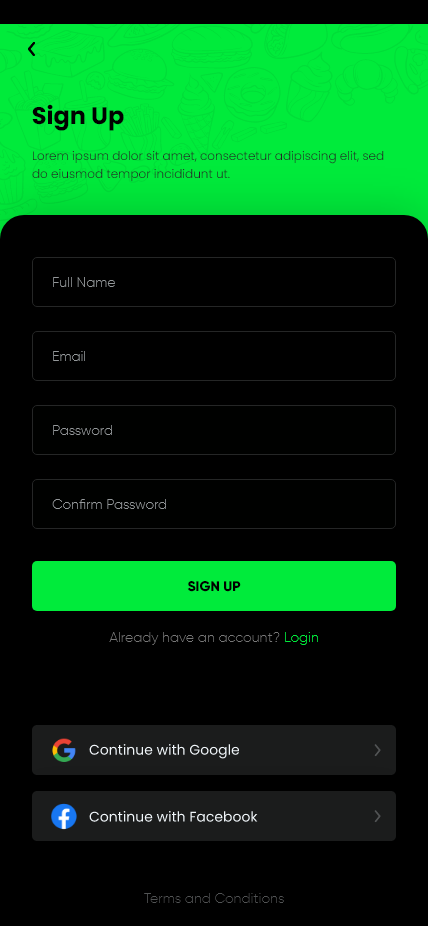 Sign Up
Lorem ipsum dolor sit amet, consectetur adipiscing elit, sed
do eiusmod tempor incididunt ut.
Full Name
Email
Password
Confirm Password
SIGN UP
Already have an account? Login
Continue with Google
Continue with Facebook
Terms and Conditions